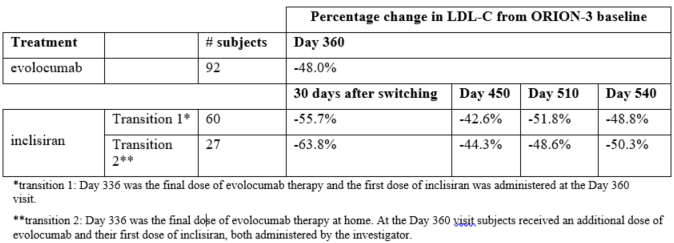 Percentage change in LDL-C from ORION-3 baseline
Treatment # subjects Day 360
evolocumab 92 -48.0%
30 days after switching Day 450 Day 510 Day 540
inclisiran Transition 1* 60 -55.7% -42.6% -51.8% -48.8%
Transition 2** 27 -63.8% -44.3% -48.6% -50.3%
*transition 1: Day 336 was the final dose of evolocumab therapy and the first dose of inclisiran was administered at the Day 360
visit.
**transition 2: Day 336 was the final dose of evolocumab therapy at home. At the Day 360 visit subjects received an additional dose of
evolocumab and their first dose of inclisiran, both administered by the investigator.